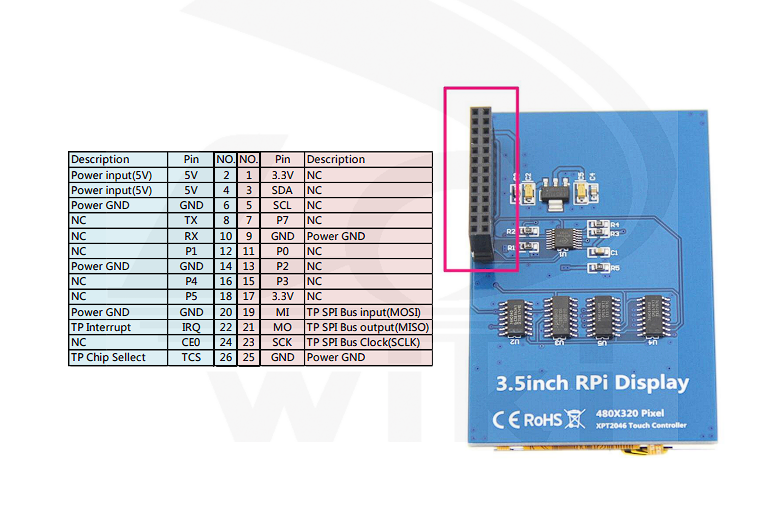 Description Pin NO. NO. Pin Description
Power input(5V) 5V 2 1 3.3V NC
Power input(5V) 5V 4 3 SDA NC
Power GND GND 6 5 SCL NC
NC TX 8 7 P7 NC
NC RX 10 9 GND Power GND
NC P1 12 11 P0 NC
Power GND GND 14 13 P2 NC
NC P4 16 15 P3 NC
NC P5 18 17 3.3V NC
Power GND GND 20 19 MI TP SPI Bus input(MOSI)
TP Interrupt IRQ 22 21 MO TP SPI Bus output(MISO)
NC CE0 24 23 SCK TP SPI Bus Clock(SCLK)
TP Chip Sellect TCS 26 25 GND Power GND
C2 C4
R2 R4
R3
R1 U1 C1
R5
U2 U3 U4
3.5inch RPi Display
CE RoHS 480X320 Pixel
XPT2046 Touch Controller
wiki